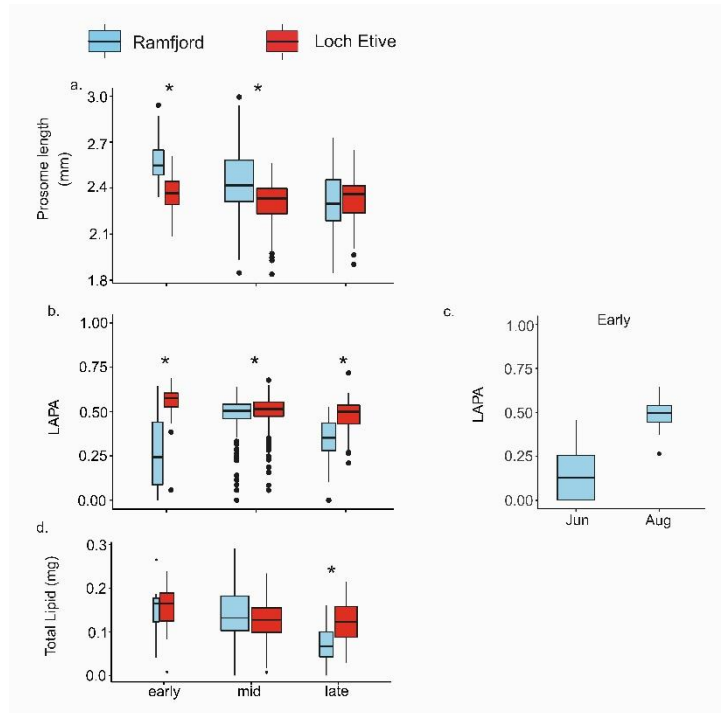 Ramfjord
Loch Etive
a.
*
*
3.0
2.7
2.4
2.1
1.8
Prosome length
(mm)
b.
*
*
*
1.00
0.75
0.50
0.25
0.00
LAPA
c.
Early
1.00
0.75
0.50
0.25
0.00
LAPA
Jun
Aug
d.
*
0.3
0.2
0.1
0.0
Total Lipid (mg)
early
mid
late